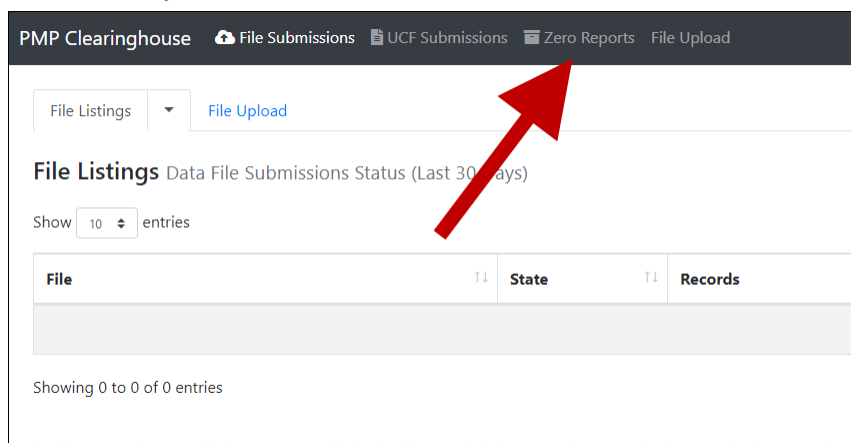 PMP Clearinghouse File Submissions UCF Submissions Zero Reports File Upload
File Listings File Upload
File Listings Data File Submissions Status (Last 30 Days)
Show 10 entries
File State Records
Showing 0 to 0 of 0 entries